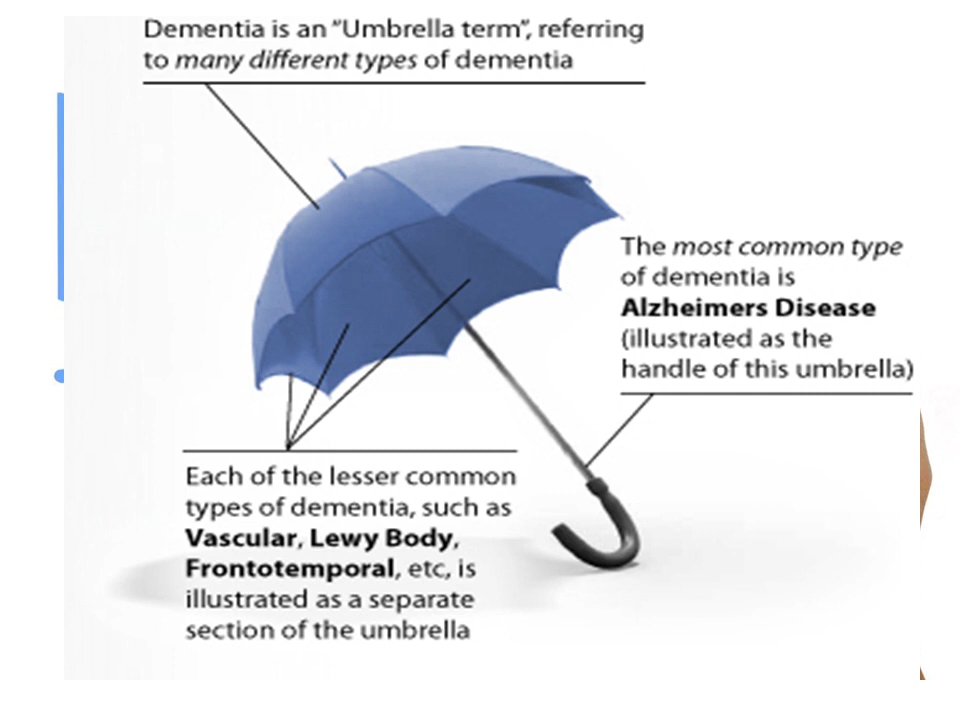 Dementia is an “Umbrella term”, referring
to many different types of dementia
The most common type
of dementia is
Alzheimers Disease
(illustrated as the
handle of this umbrella)
Each of the lesser common
types of dementia, such as
Vascular, Lewy Body,
Frontotemporal, etc, is
illustrated as a separate
section of the umbrella